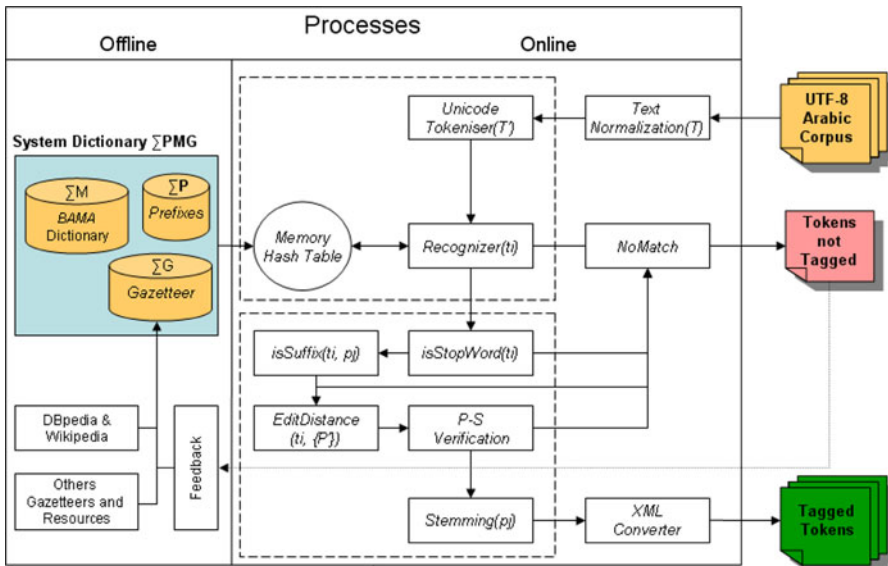 Processes
Offline
Online
System Dictionary ∑PMG
∑M
BAMA
Dictionary
∑P
Prefixes
∑G
Gazetteer
DBpedia &
Wikipedia
Others
Gazetteers and
Resources
Feedback
Unicode
Tokeniser(T')
Text
Normalization(T)
UTF-8
Arabic
Corpus
Memory
Hash Table
Recognizer(ti)
NoMatch
Tokens
not
Tagged
isSuffix(ti, pj)
isStopWord(ti)
EditDistance
(ti, {P'})
P-S
Verification
Stemming(pj)
XML
Converter
Tagged
Tokens